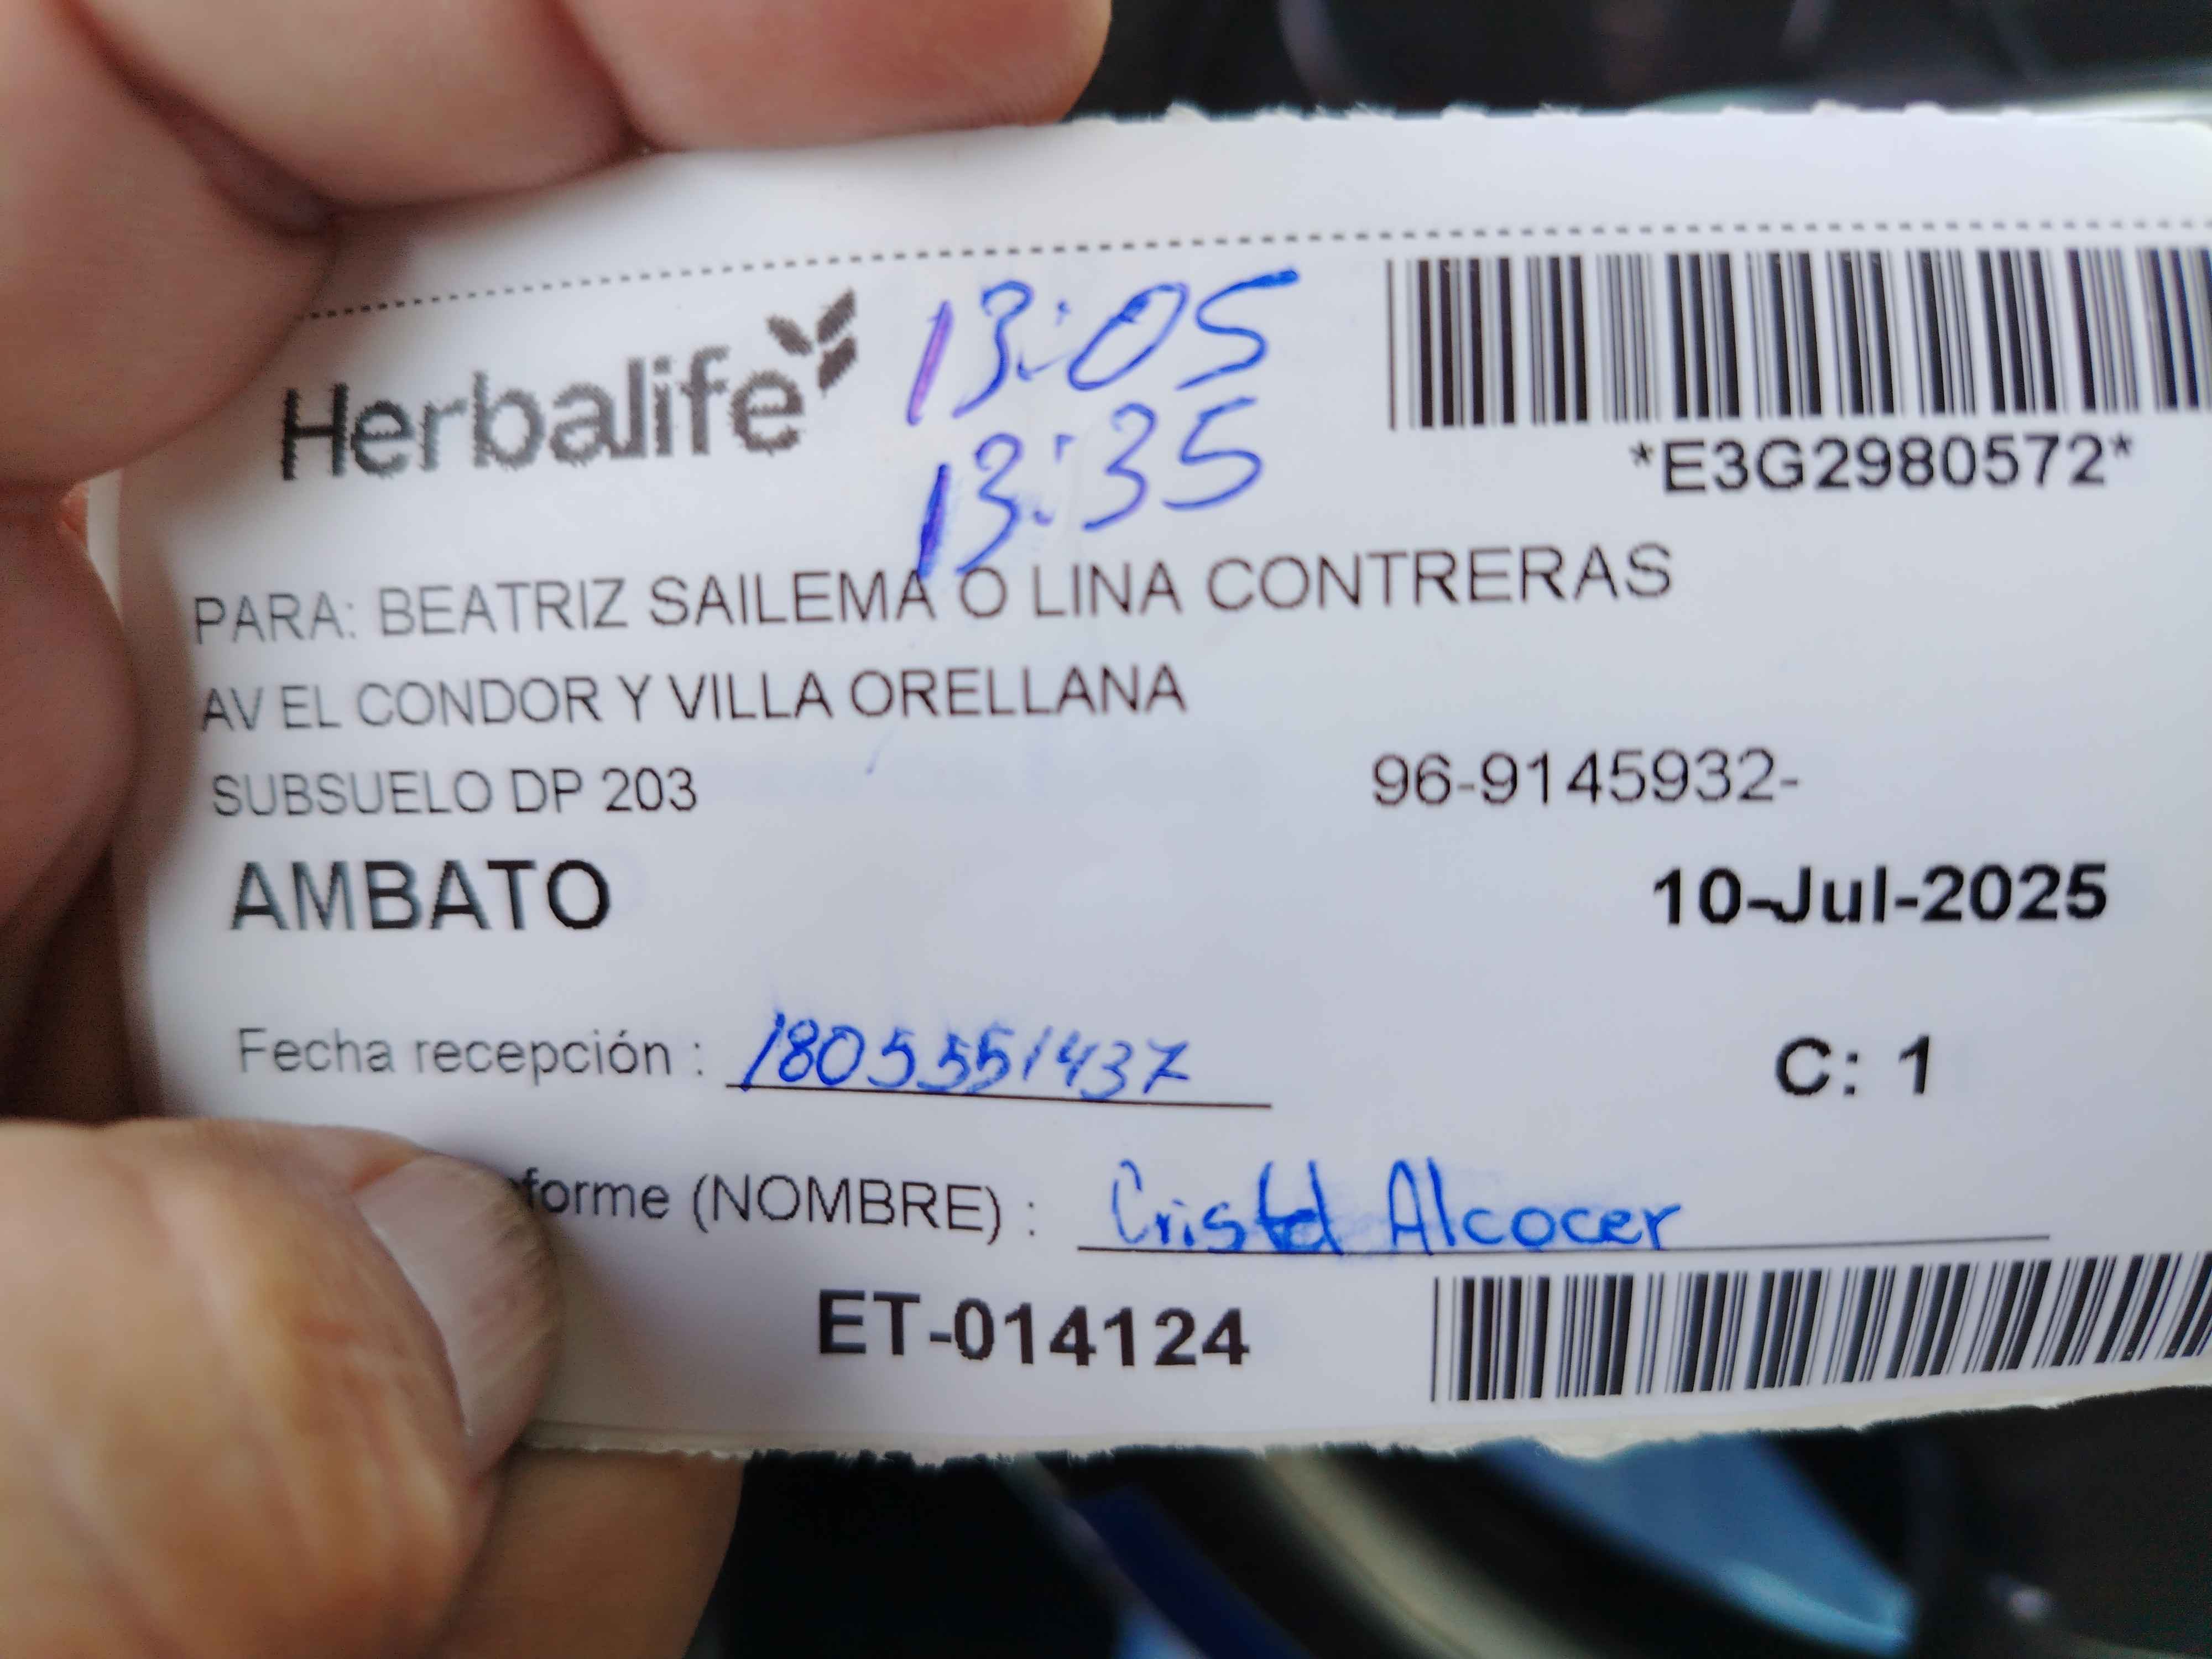 Herbalife
13:05
13:35
*E3G2980572*
PARA: BEATRIZ SAILEMA O LINA CONTRERAS
AV EL CONDOR Y VILLA ORELLANA
SUBSUELO DP 203
96-9145932-
AMBATO
10-Jul-2025
Fecha recepción : 1805551437
C: 1
forme (NOMBRE) : Cristel Alcocer
ET-014124